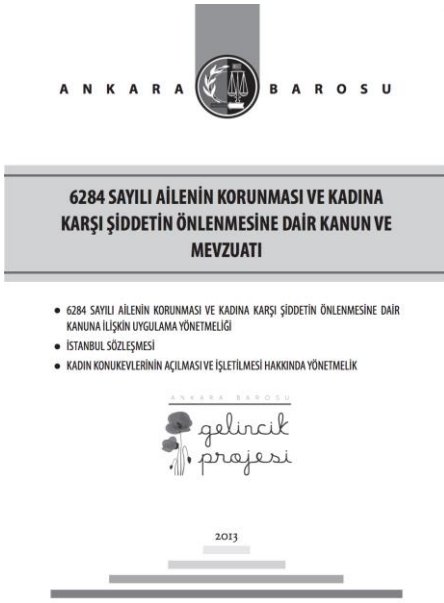 ANKARA BAROSU
6284 SAYILI AİLENİN KORUNMASI VE KADINA
KARŞI ŞİDDETİN ÖNLENMESİNE DAİR KANUN VE
MEVZUATI
● 6284 SAYILI AİLENİN KORUNMASI VE KADINA KARŞI ŞİDDETİN ÖNLENMESİNE DAİR
KANUNA İLİŞKİN UYGULAMA YÖNETMELİĞİ
● İSTANBUL SÖZLEŞMESİ
● KADIN KONUKEVLERİNİN AÇILMASI VE İŞLETİLMESİ HAKKINDA YÖNETMELİK
ANKARA BAROSU
gelincik
projesi
2013